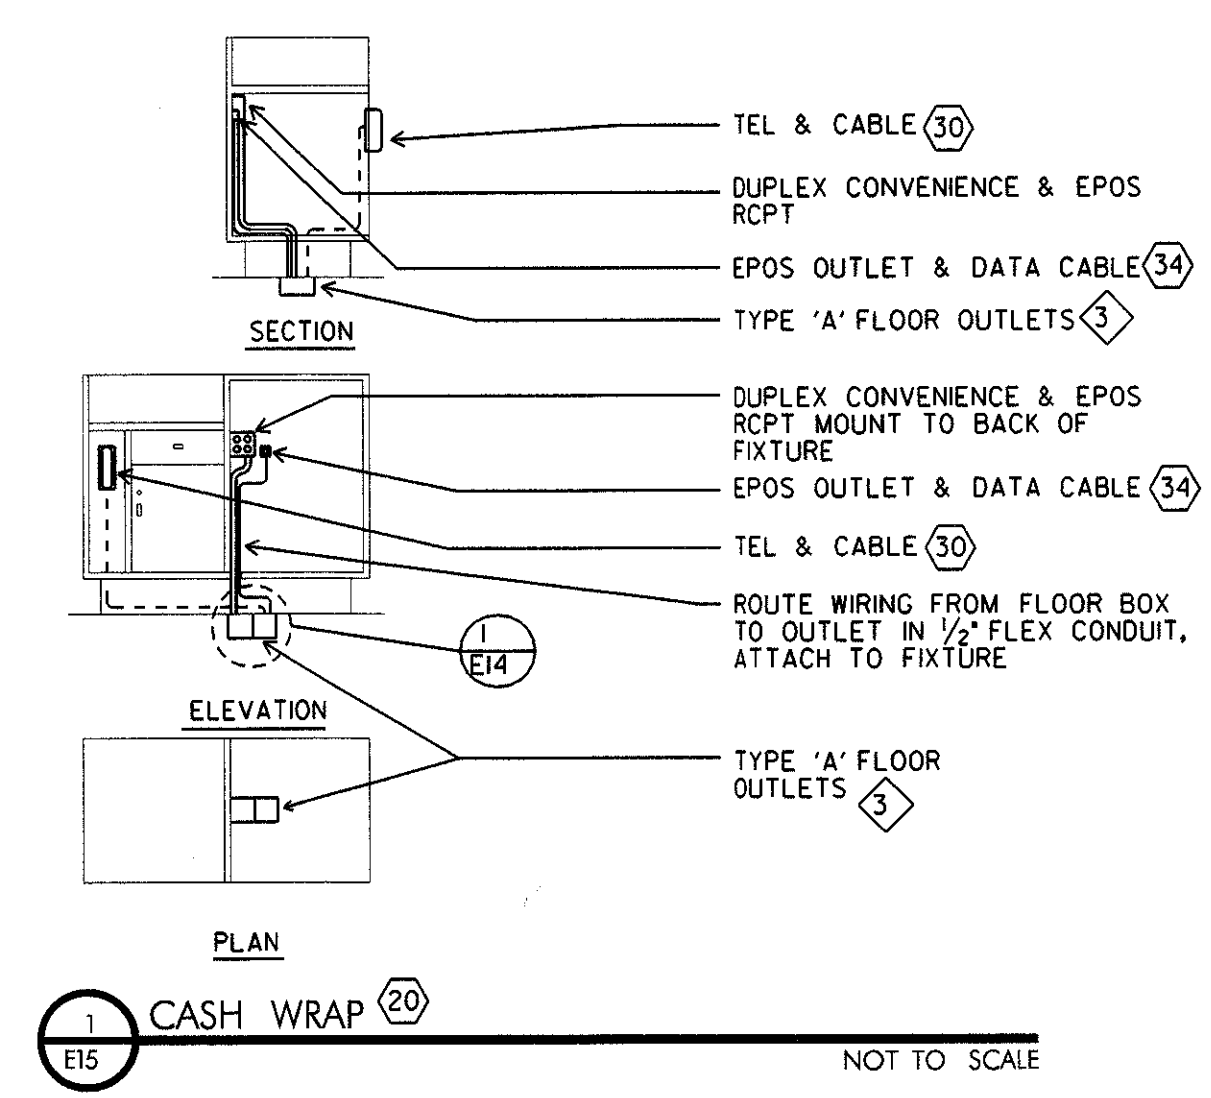 TEL & CABLE 30
DUPLEX CONVENIENCE & EPOS
RCPT
EPOS OUTLET & DATA CABLE 34
TYPE 'A' FLOOR OUTLETS 3
SECTION
DUPLEX CONVENIENCE & EPOS
RCPT MOUNT TO BACK OF
FIXTURE
EPOS OUTLET & DATA CABLE 34
TEL & CABLE 30
ROUTE WIRING FROM FLOOR BOX
TO OUTLET IN 1/2" FLEX CONDUIT,
ATTACH TO FIXTURE
1
E14
ELEVATION
TYPE 'A' FLOOR
OUTLETS 3
PLAN
1
E15
CASH WRAP 20
NOT TO SCALE